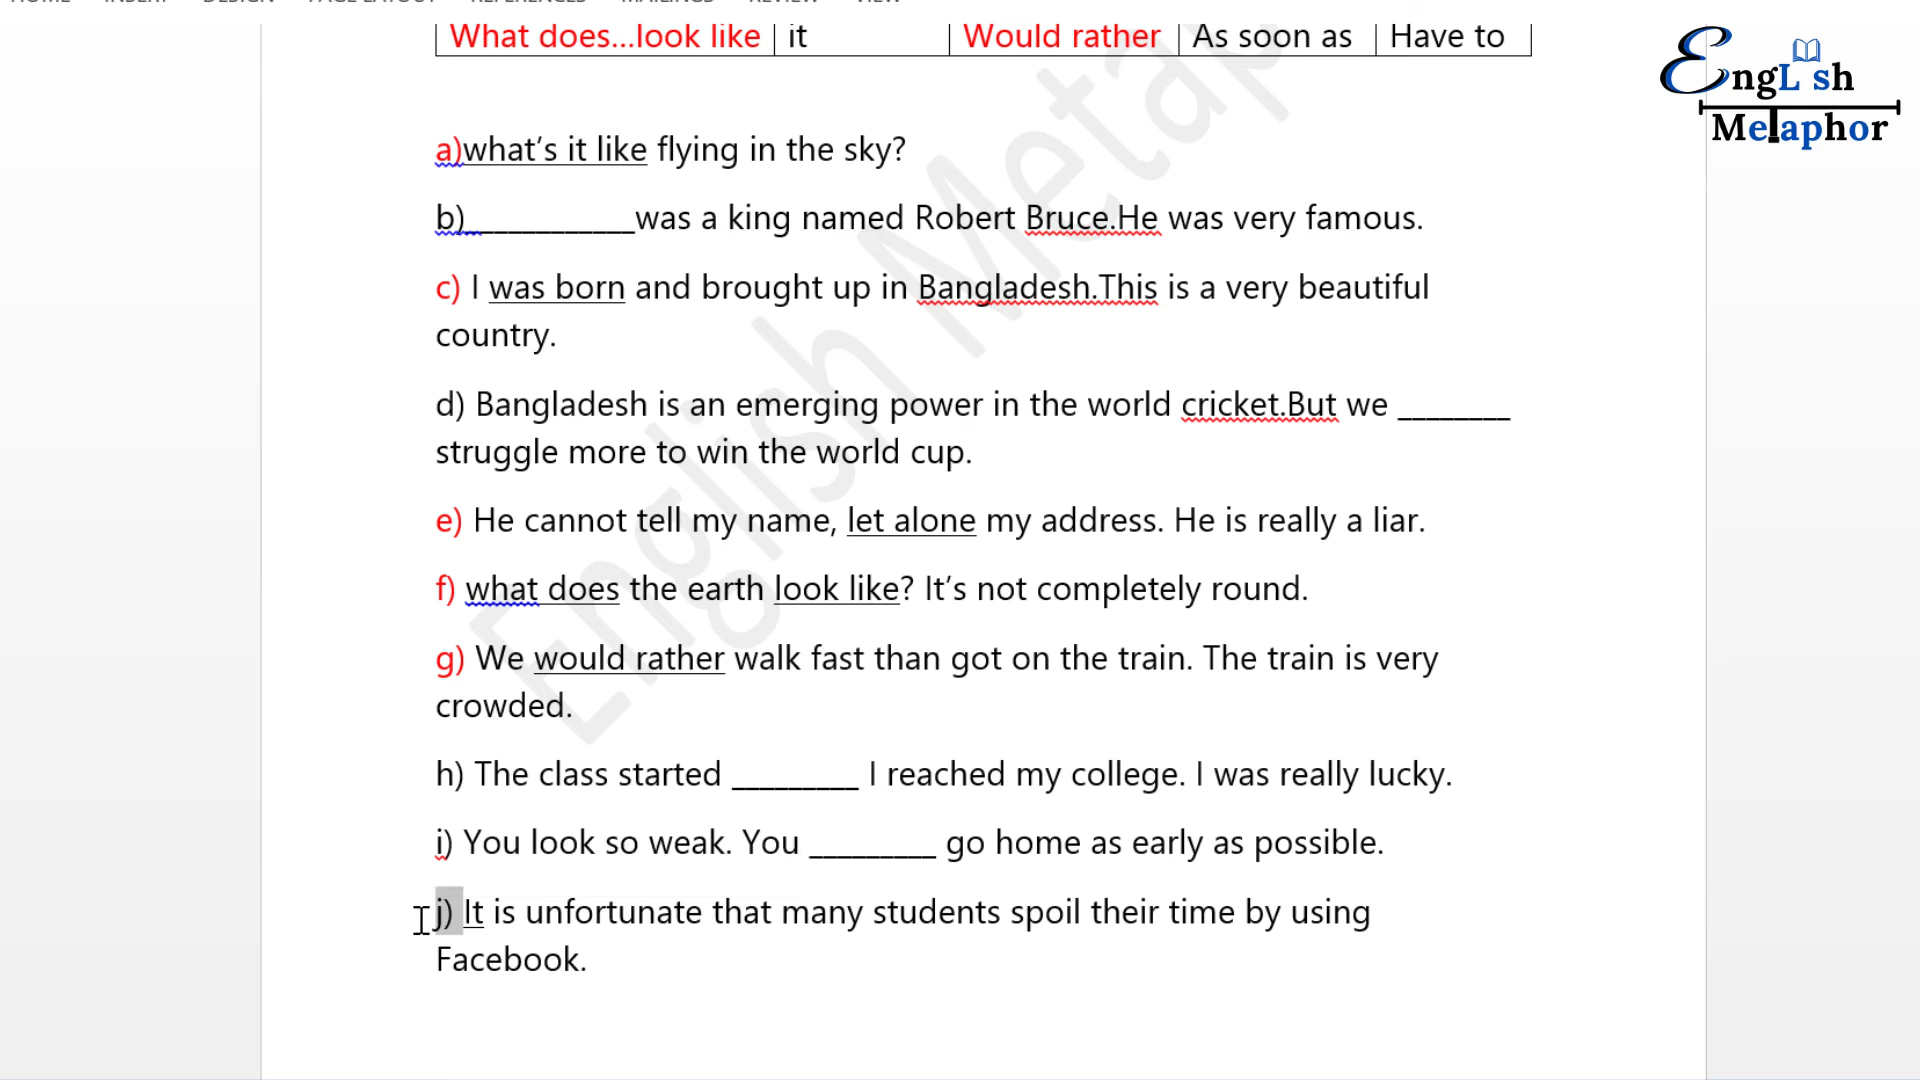 What does...look like it Would rather As soon as Have to
EngLish
Metaphor
a)what's it like flying in the sky?
b)___________was a king named Robert Bruce.He was very famous.
c) I was born and brought up in Bangladesh.This is a very beautiful
country.
d) Bangladesh is an emerging power in the world cricket.But we ________
struggle more to win the world cup.
e) He cannot tell my name, let alone my address. He is really a liar.
f) what does the earth look like? It's not completely round.
g) We would rather walk fast than got on the train. The train is very
crowded.
h) The class started _________ I reached my college. I was really lucky.
i) You look so weak. You _________ go home as early as possible.
j) It is unfortunate that many students spoil their time by using
Facebook.
English Metap